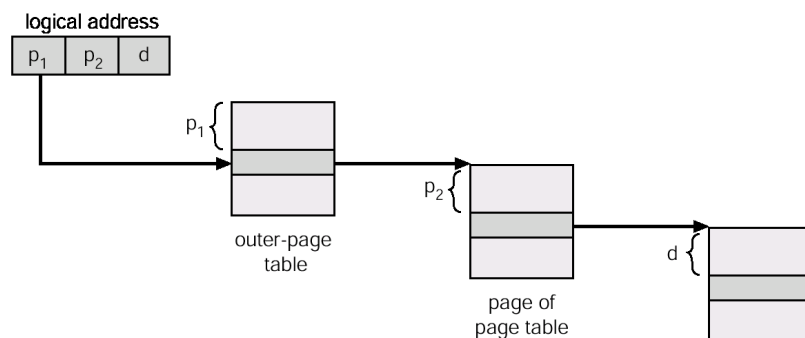 logical address
p1 p2 d
p1
outer-page
table
p2
page of
page table
d